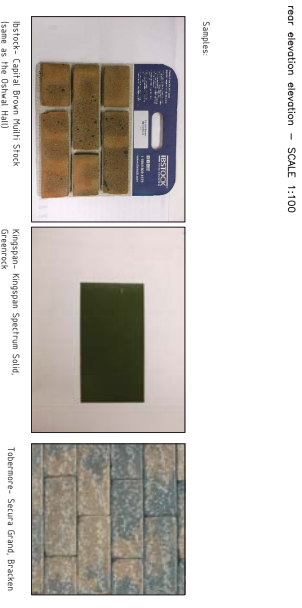 rear elevation elevation - SCALE 1:100
Samples:
IBSTOCK
Ibstock- Capital Brown Multi Stock
(same as the Oshwal Hall)
Kingspan- Kingspan Spectrum Solid,
Greenrock
Tobermore- Secura Grand, Bracken